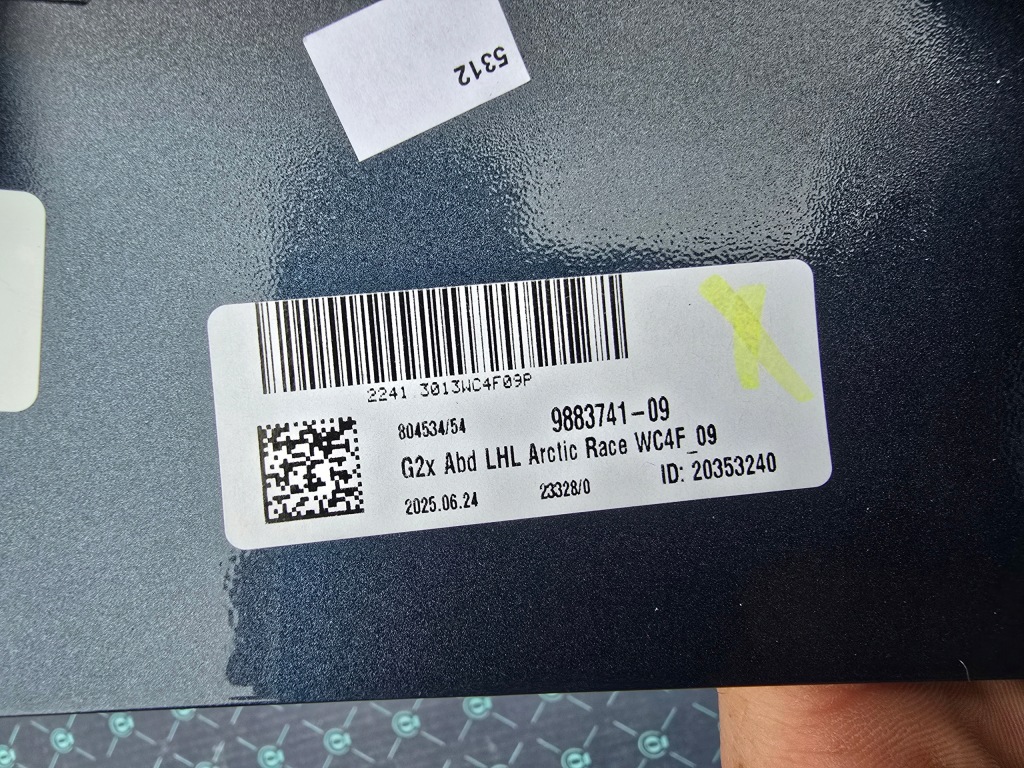 5312
2241 3013WC4F09P
804534/54 9883741-09
G2x Abd LHL Arctic Race WC4F_09
2025.06.24 23328/0 ID: 20353240